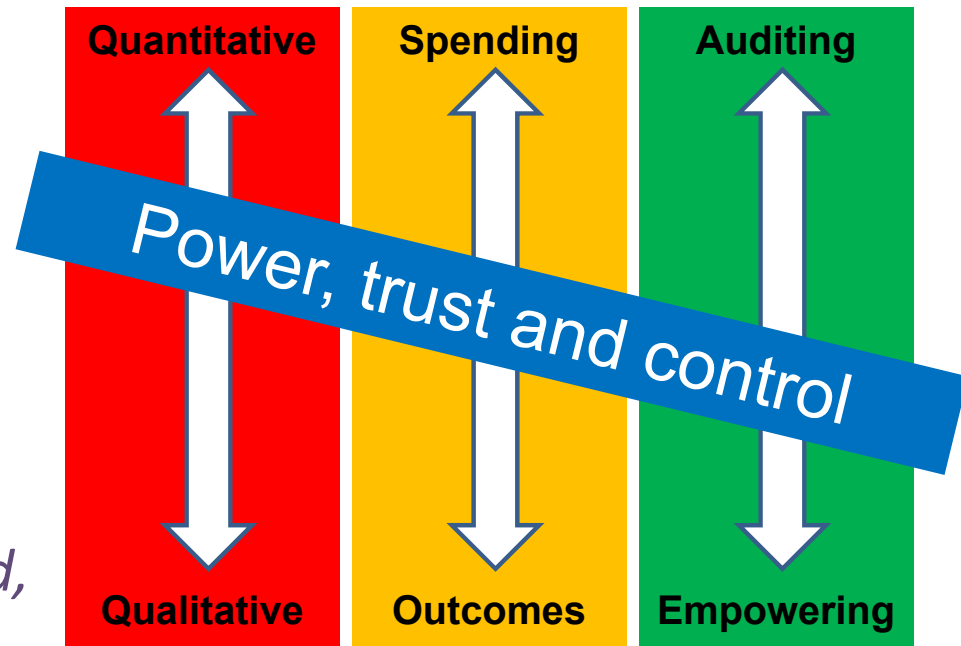 Quantitative
Spending
Auditing
Power, trust and control
Qualitative
Outcomes
Empowering